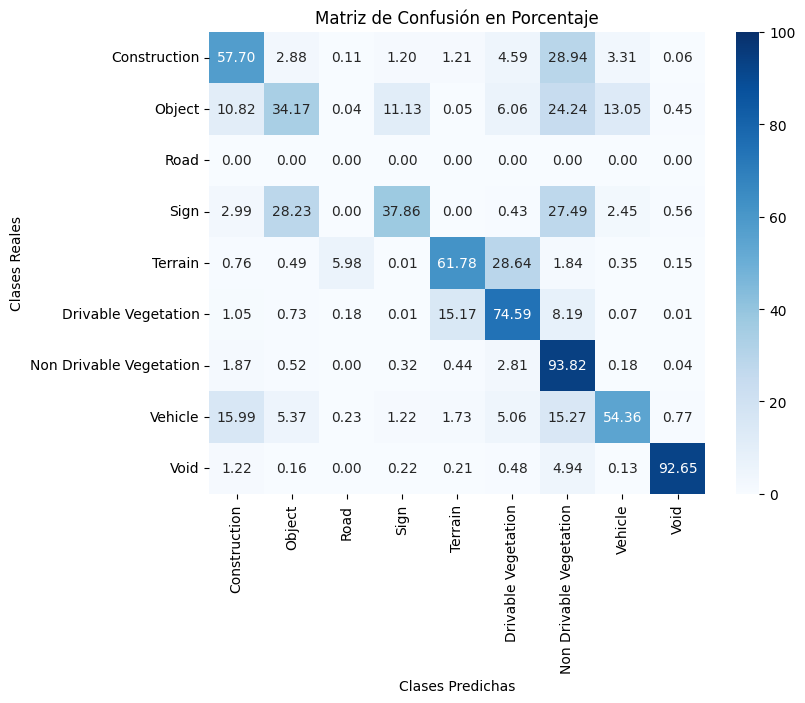 Matriz de Confusión en Porcentaje
Clases Reales
Construction 57.70 2.88 0.11 1.20 1.21 4.59 28.94 3.31 0.06
Object 10.82 34.17 0.04 11.13 0.05 6.06 24.24 13.05 0.45
Road 0.00 0.00 0.00 0.00 0.00 0.00 0.00 0.00 0.00
Sign 2.99 28.23 0.00 37.86 0.00 0.43 27.49 2.45 0.56
Terrain 0.76 0.49 5.98 0.01 61.78 28.64 1.84 0.35 0.15
Drivable Vegetation 1.05 0.73 0.18 0.01 15.17 74.59 8.19 0.07 0.01
Non Drivable Vegetation 1.87 0.52 0.00 0.32 0.44 2.81 93.82 0.18 0.04
Vehicle 15.99 5.37 0.23 1.22 1.73 5.06 15.27 54.36 0.77
Void 1.22 0.16 0.00 0.22 0.21 0.48 4.94 0.13 92.65
Construction
Object
Road
Sign
Terrain
Drivable Vegetation
Non Drivable Vegetation
Vehicle
Void
Clases Predichas
100
80
60
40
20
0